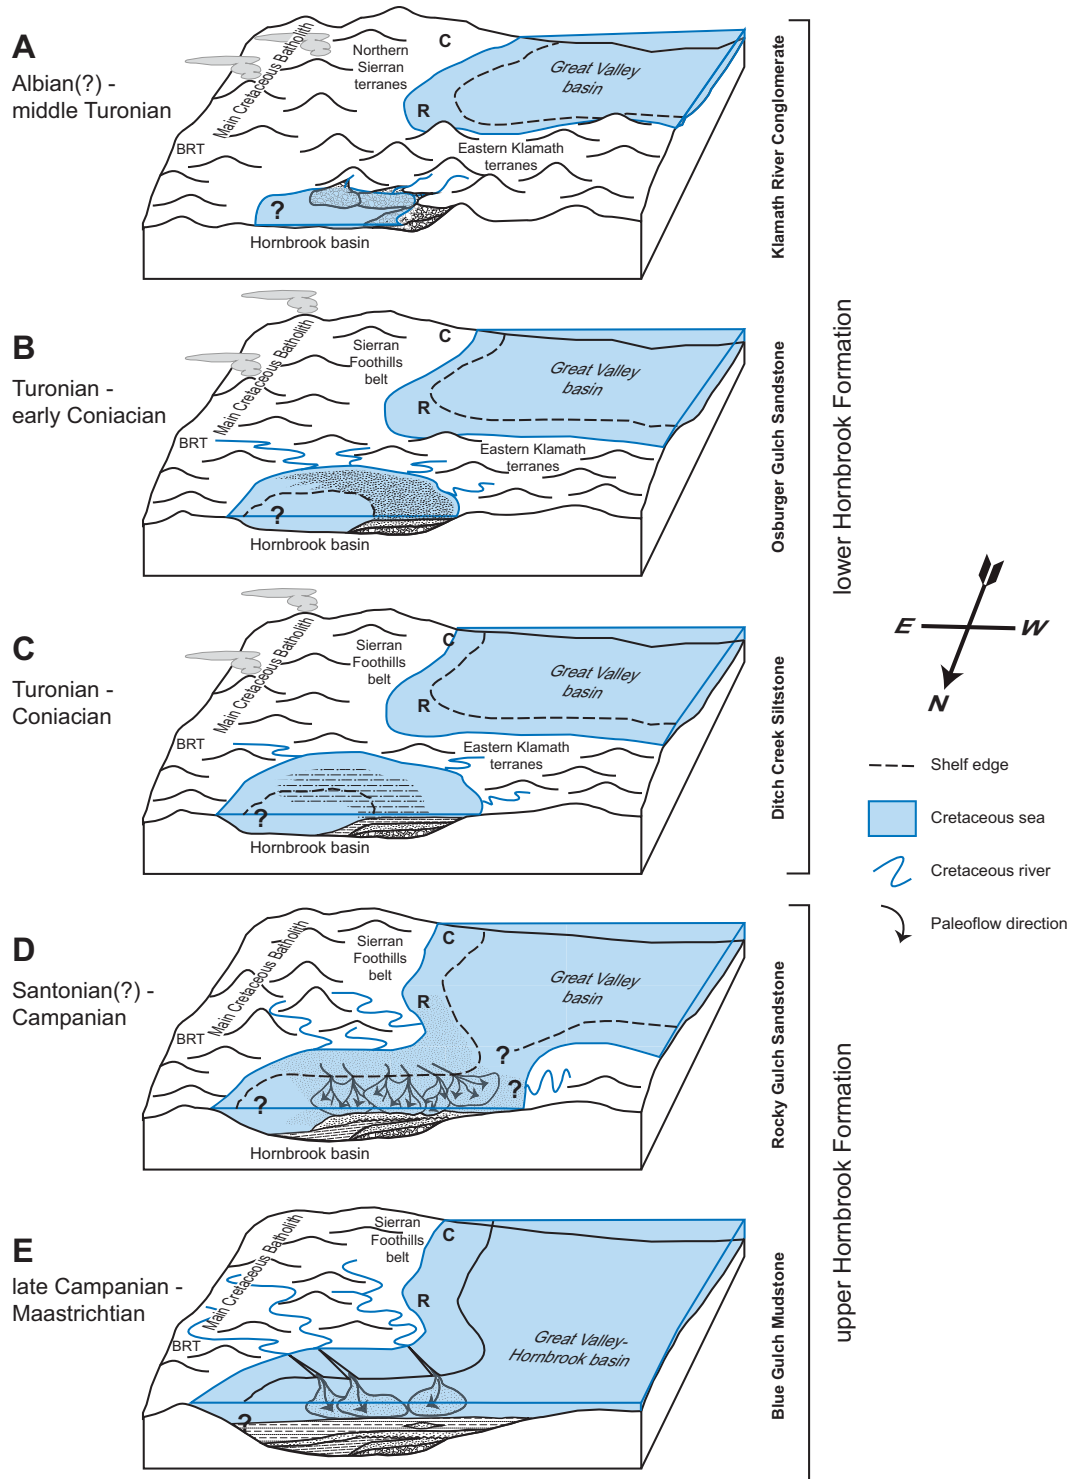 A
Albian(?) -
middle Turonian
Main Cretaceous Batholith
Northern
Sierran
terranes
C
Great Valley
basin
R
BRT
Eastern Klamath
terranes
?
Hornbrook basin
Klamath River Conglomerate
B
Turonian -
early Coniacian
Main Cretaceous Batholith
Sierran
Foothills
belt
C
Great Valley
basin
R
BRT
Eastern Klamath
terranes
?
Hornbrook basin
Osburger Gulch Sandstone
C
Turonian -
Coniacian
Main Cretaceous Batholith
Sierran
Foothills
belt
C
Great Valley
basin
R
BRT
Eastern Klamath
terranes
?
Hornbrook basin
Ditch Creek Siltstone
lower Hornbrook Formation
D
Santonian(?) -
Campanian
Main Cretaceous Batholith
Sierran
Foothills
belt
C
Great Valley
basin
R
BRT
?
?
?
Hornbrook basin
Rocky Gulch Sandstone
E
late Campanian -
Maastrichtian
Main Cretaceous Batholith
Sierran
Foothills
belt
C
R
BRT
Great Valley-
Hornbrook basin
?
Blue Gulch Mudstone
upper Hornbrook Formation
E
W
N
Shelf edge
Cretaceous sea
Cretaceous river
Paleoflow direction